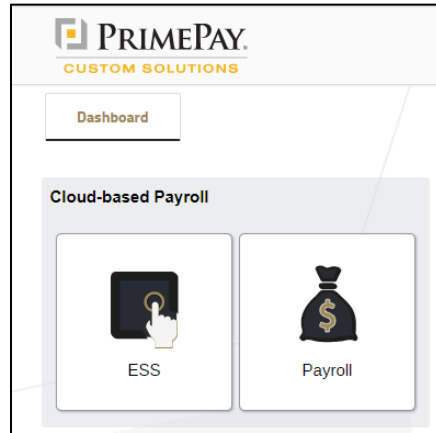 PRIMEPAY.
CUSTOM SOLUTIONS
Dashboard
Cloud-based Payroll
$
ESS Payroll